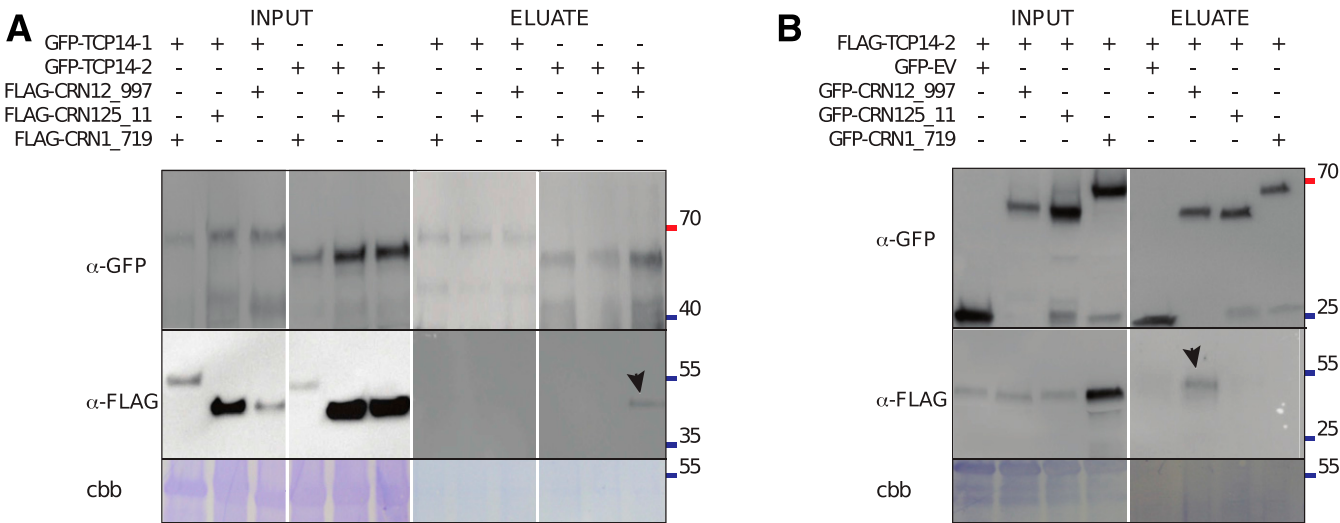 A
INPUT ELUATE
GFP-TCP14-1 + + + - - - + + + - - -
GFP-TCP14-2 - - - + + + - - - + + +
FLAG-CRN12_997 - - + - - + - - + - - +
FLAG-CRN125_11 - + - - + - - + - - + -
FLAG-CRN1_719 + - - + - - + - - + - -
α-GFP
70
40
α-FLAG
55
35
cbb
55
B
INPUT ELUATE
FLAG-TCP14-2 + + + + + + + +
GFP-EV + - - - + - - -
GFP-CRN12_997 - + - - - + - -
GFP-CRN125_11 - - + - - - + -
GFP-CRN1_719 - - - + - - - +
α-GFP
70
25
α-FLAG
55
25
cbb
55